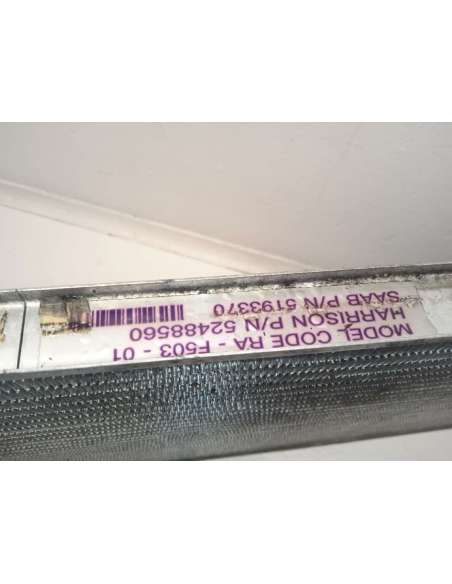 MODEL CODE RA - F503 - 01
HARRISON P/N 52488560
SAAB P/N 5193370